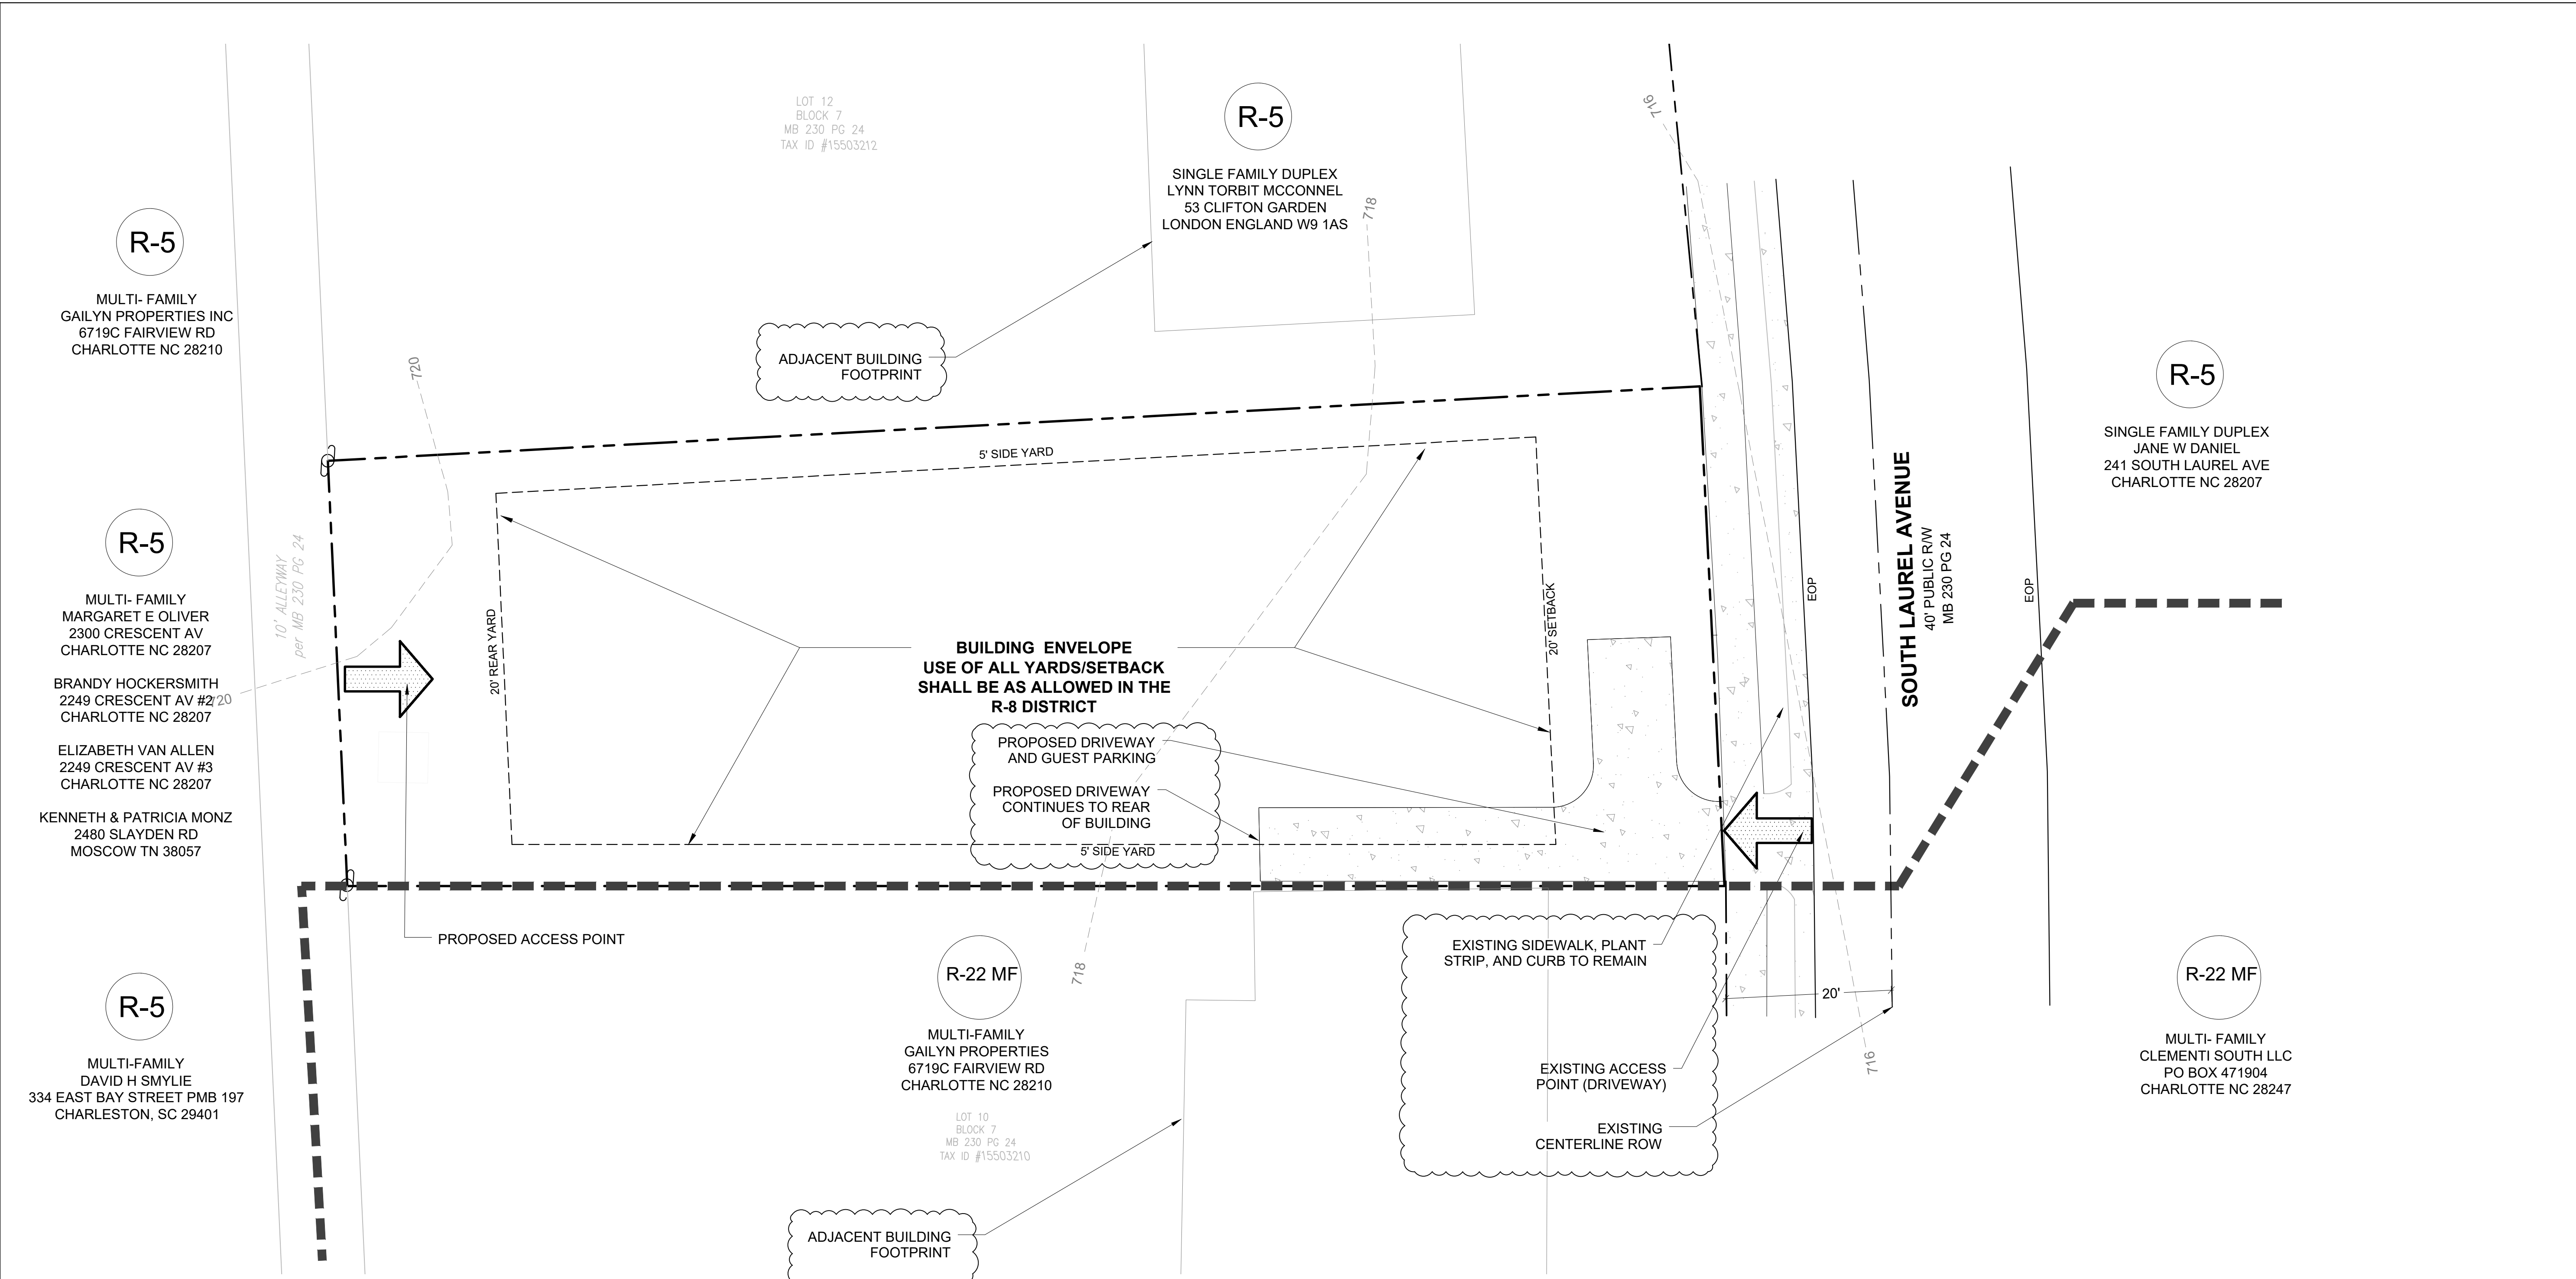 LOT 12
BLOCK 7
MB 230 PG 24
TAX ID #15503212
R-5
SINGLE FAMILY DUPLEX
LYNN TORBIT MCCONNEL
53 CLIFTON GARDEN
LONDON ENGLAND W9 1AS
716
718
R-5
MULTI- FAMILY
GAILYN PROPERTIES INC
6719C FAIRVIEW RD
CHARLOTTE NC 28210
720
ADJACENT BUILDING
FOOTPRINT
R-5
SINGLE FAMILY DUPLEX
JANE W DANIEL
241 SOUTH LAUREL AVE
CHARLOTTE NC 28207
5' SIDE YARD
SOUTH LAUREL AVENUE
40' PUBLIC R/W
MB 230 PG 24
EOP
EOP
R-5
MULTI- FAMILY
MARGARET E OLIVER
2300 CRESCENT AV
CHARLOTTE NC 28207
BRANDY HOCKERSMITH
2249 CRESCENT AV #2
CHARLOTTE NC 28207
ELIZABETH VAN ALLEN
2249 CRESCENT AV #3
CHARLOTTE NC 28207
KENNETH & PATRICIA MONZ
2480 SLAYDEN RD
MOSCOW TN 38057
720
10' ALLEYWAY
per MB 230 PG 24
20' REAR YARD
20' SETBACK
BUILDING ENVELOPE
USE OF ALL YARDS/SETBACK
SHALL BE AS ALLOWED IN THE
R-8 DISTRICT
PROPOSED DRIVEWAY
AND GUEST PARKING
PROPOSED DRIVEWAY
CONTINUES TO REAR
OF BUILDING
5' SIDE YARD
PROPOSED ACCESS POINT
R-5
MULTI-FAMILY
DAVID H SMYLIE
334 EAST BAY STREET PMB 197
CHARLESTON, SC 29401
R-22 MF
MULTI-FAMILY
GAILYN PROPERTIES
6719C FAIRVIEW RD
CHARLOTTE NC 28210
718
LOT 10
BLOCK 7
MB 230 PG 24
TAX ID #15503210
EXISTING SIDEWALK, PLANT
STRIP, AND CURB TO REMAIN
20'
EXISTING ACCESS
POINT (DRIVEWAY)
716
EXISTING
CENTERLINE ROW
R-22 MF
MULTI- FAMILY
CLEMENTI SOUTH LLC
PO BOX 471904
CHARLOTTE NC 28247
ADJACENT BUILDING
FOOTPRINT